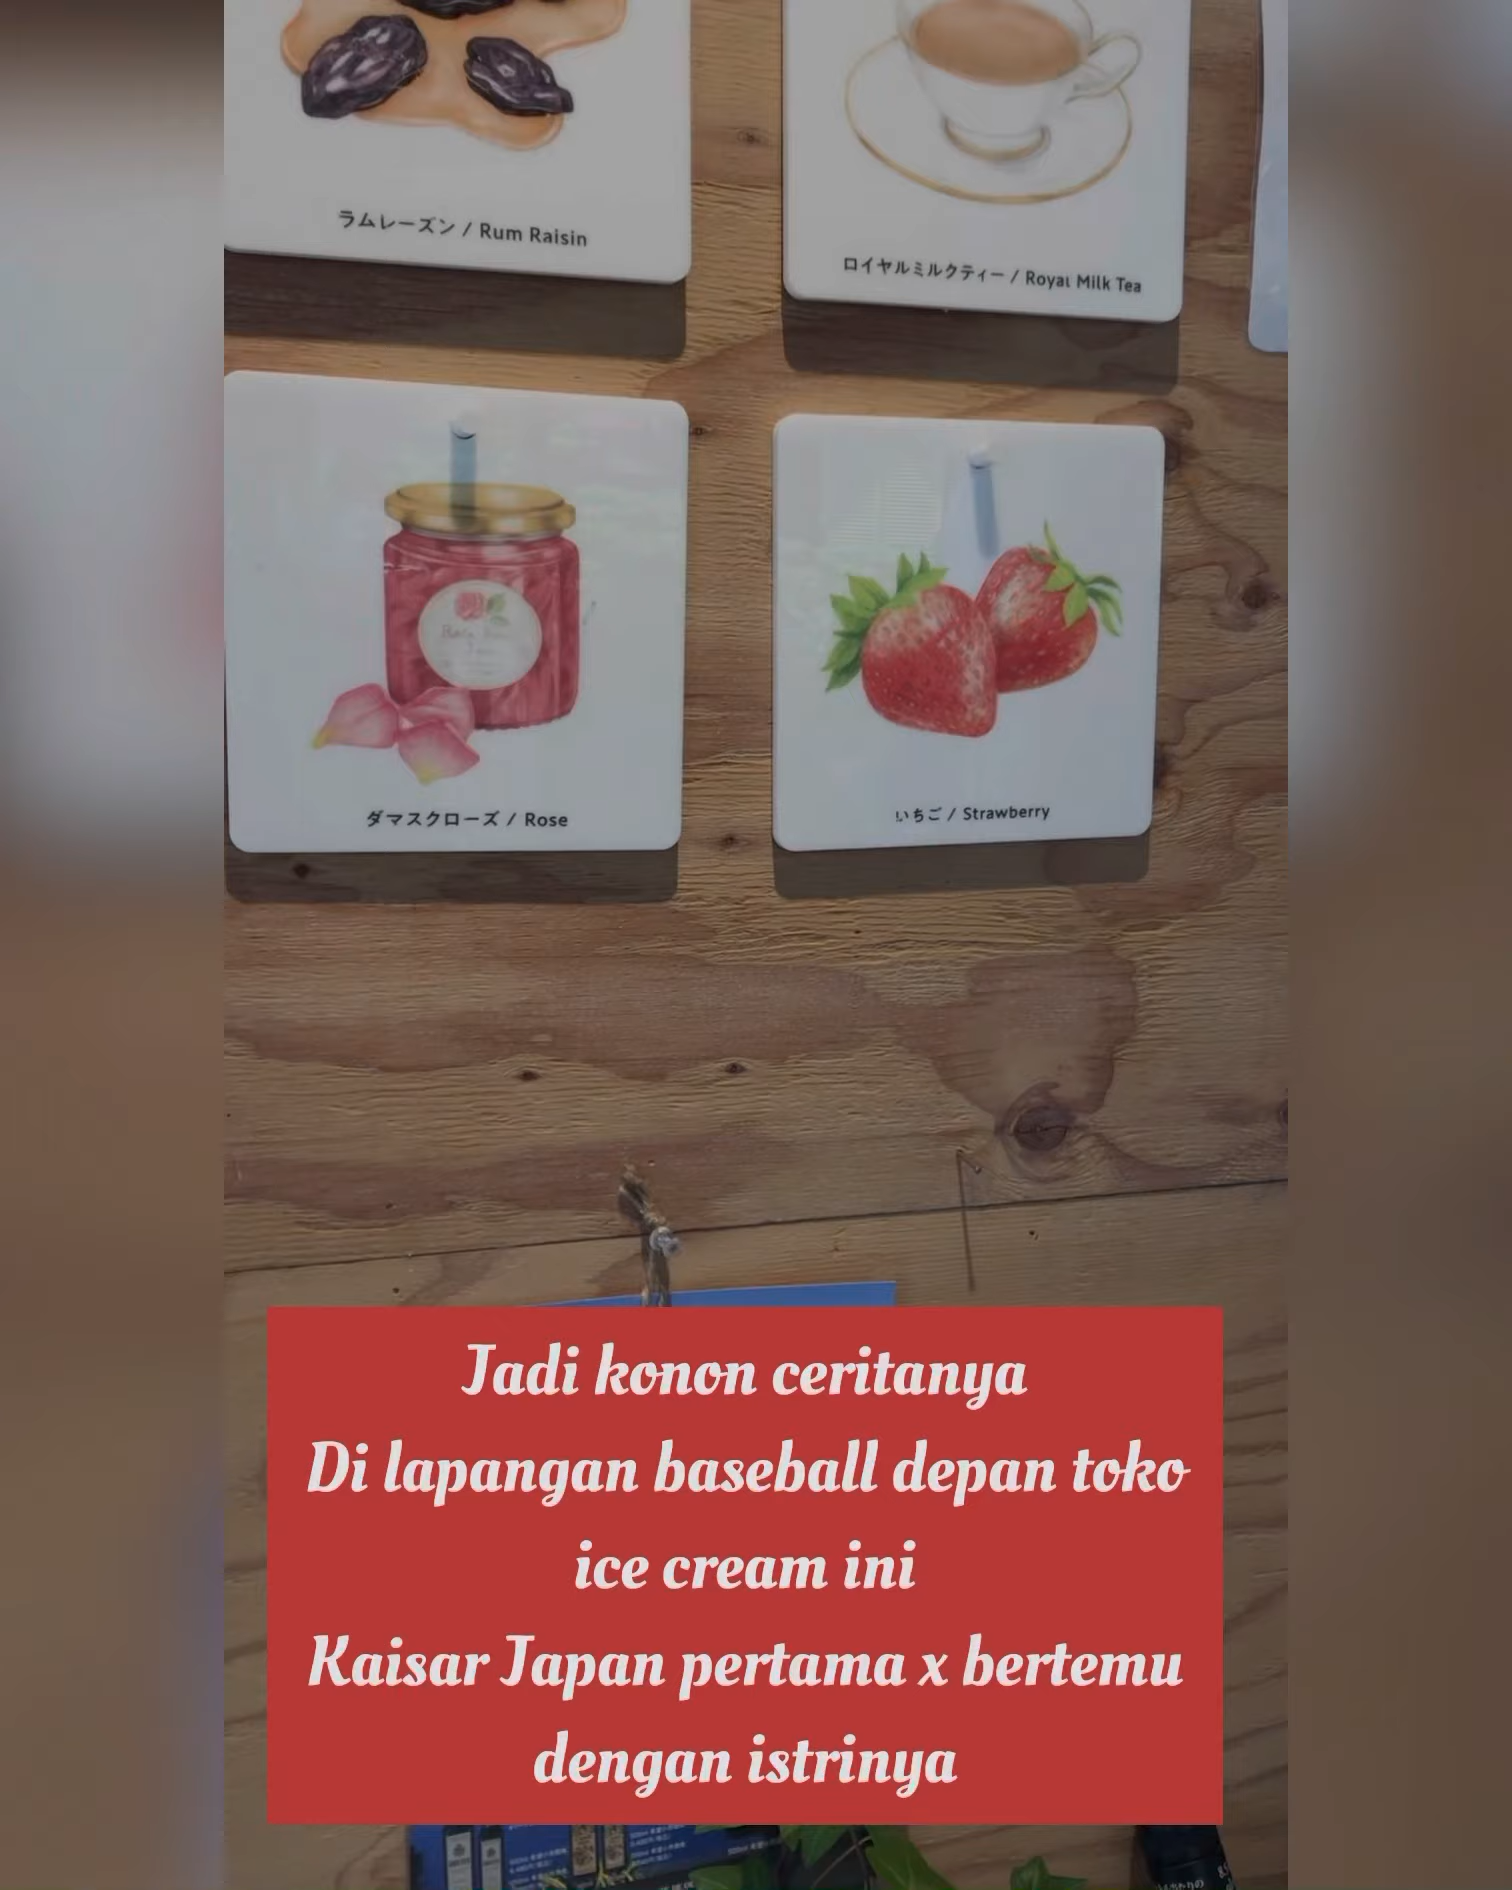 ラムレーズン / Rum Raisin
ロイヤルミルクティー / Royal Milk Tea
ダマスクローズ / Rose
いちご / Strawberry
Jadi konon ceritanya
Di lapangan baseball depan toko
ice cream ini
Kaisar Japan pertama x bertemu
dengan istrinya